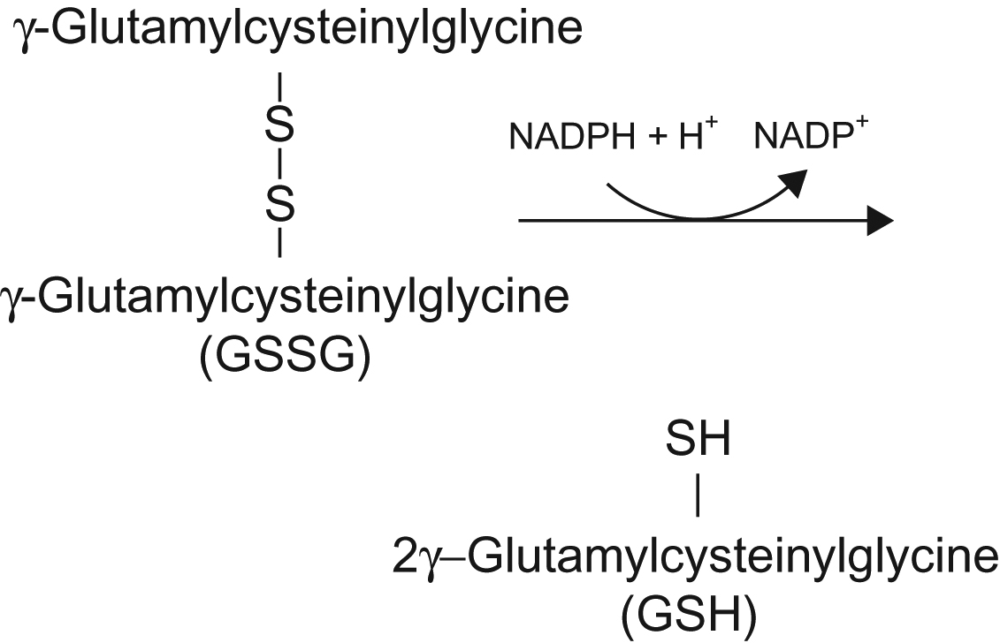 γ-Glutamylcysteinylglycine
S
NADPH + H⁺ NADP⁺
S
γ-Glutamylcysteinylglycine
(GSSG)
SH
2γ–Glutamylcysteinylglycine
(GSH)